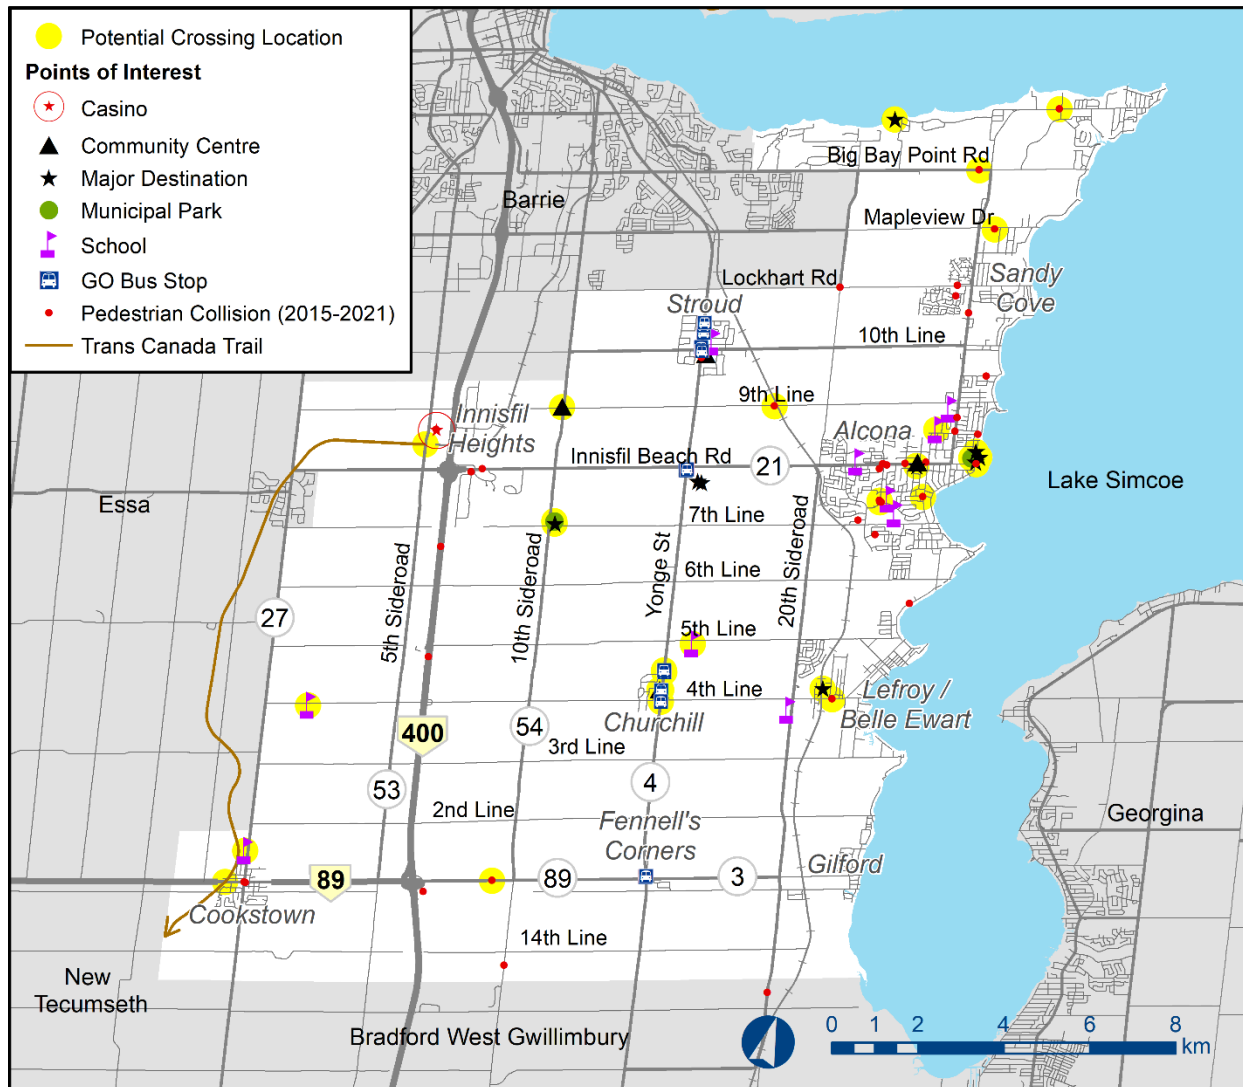 Potential Crossing Location
Points of Interest
Casino
Community Centre
Major Destination
Municipal Park
School
GO Bus Stop
Pedestrian Collision (2015-2021)
Trans Canada Trail
Big Bay Point Rd
Barrie
Mapleview Dr
Lockhart Rd
Sandy
Cove
Stroud
10th Line
9th Line
Innisfil
Heights
Alcona
Innisfil Beach Rd
21
Lake Simcoe
Essa
7th Line
6th Line
5th Sideroad
10th Sideroad
Yonge St
20th Sideroad
27
5th Line
4th Line
Lefroy /
Belle Ewart
Churchill
54
400
3rd Line
53
4
2nd Line
Fennell's
Corners
Georgina
Gilford
89
89
3
Cookstown
14th Line
New
Tecumseth
Bradford West Gwillimbury
0 1 2 4 6 8
km